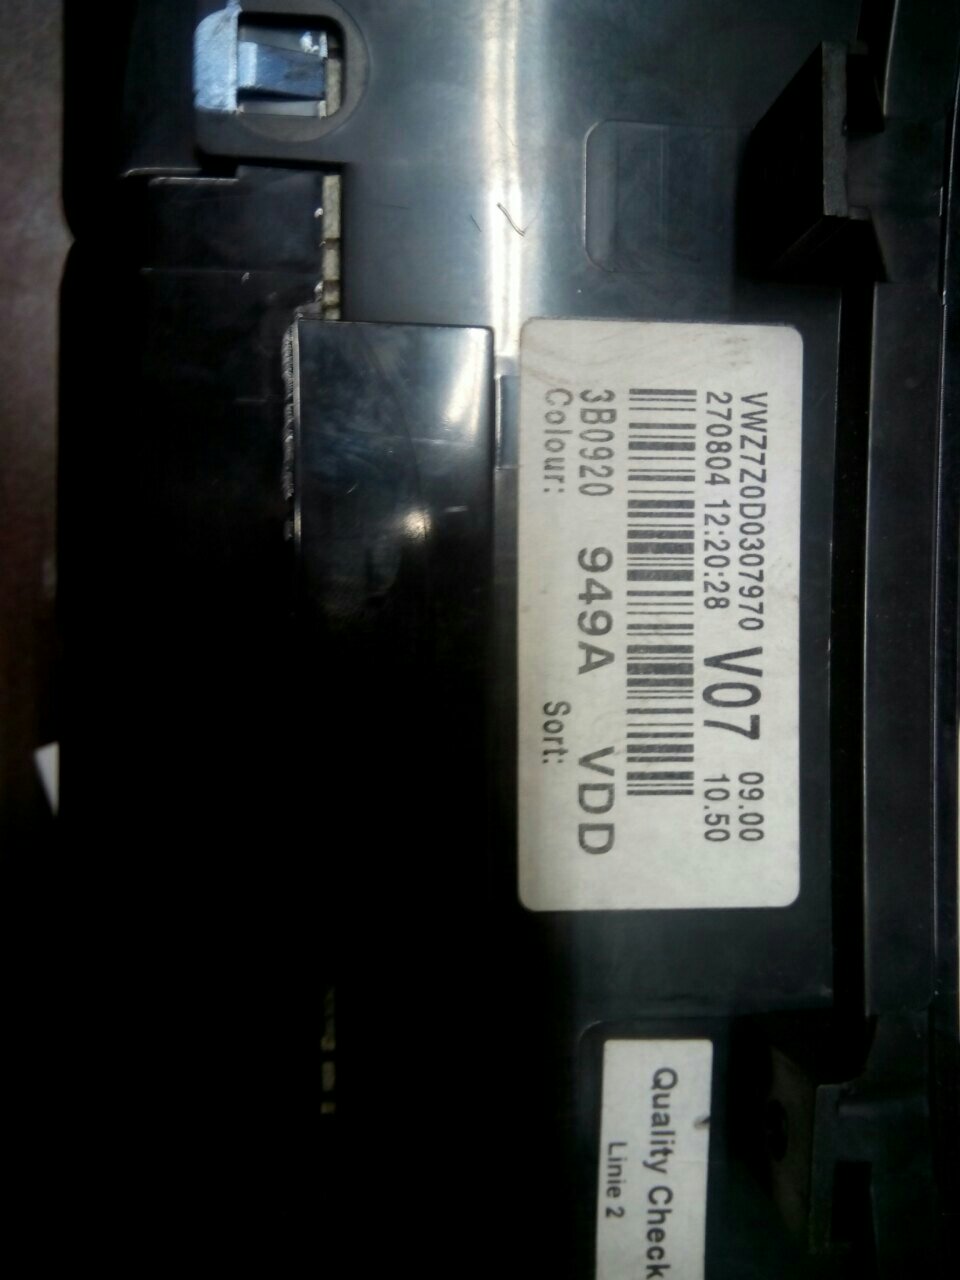 VWZ7Z0D0307970 V07 09.00
270804 12:20:28 10.50
3B0920 949A VDD
Colour: Sort:
Quality Check
Linie 2